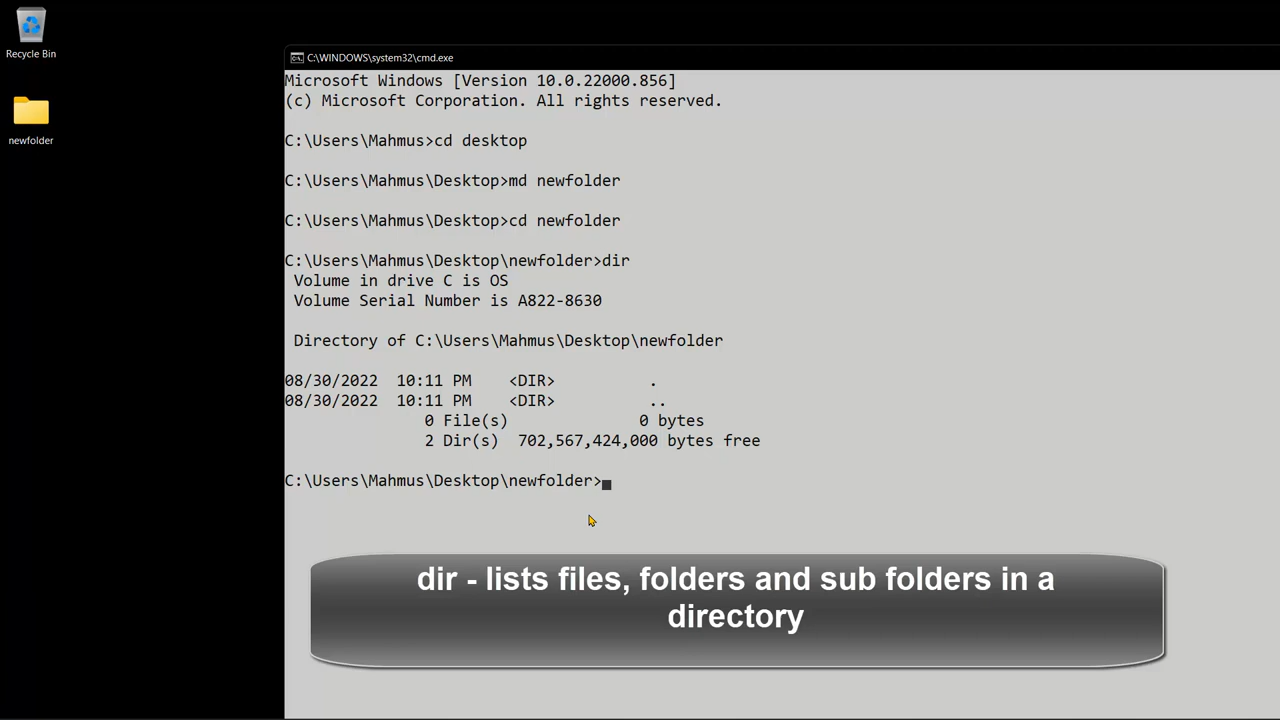 Recycle Bin
newfolder
C:\WINDOWS\system32\cmd.exe
Microsoft Windows [Version 10.0.22000.856]
(c) Microsoft Corporation. All rights reserved.
C:\Users\Mahmus>cd desktop
C:\Users\Mahmus\Desktop>md newfolder
C:\Users\Mahmus\Desktop>cd newfolder
C:\Users\Mahmus\Desktop\newfolder>dir
Volume in drive C is OS
Volume Serial Number is A822-8630
Directory of C:\Users\Mahmus\Desktop\newfolder
08/30/2022  10:11 PM    <DIR>          .
08/30/2022  10:11 PM    <DIR>          ..
0 File(s)              0 bytes
2 Dir(s)  702,567,424,000 bytes free
C:\Users\Mahmus\Desktop\newfolder>
dir - lists files, folders and sub folders in a
directory